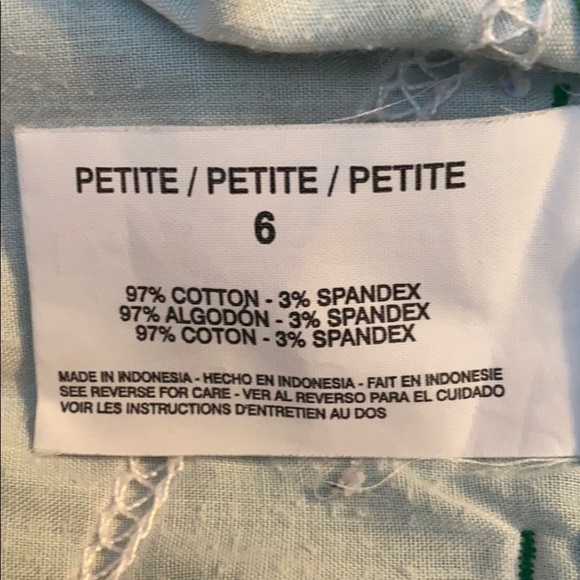 PETITE / PETITE / PETITE
6
97% COTTON - 3% SPANDEX
97% ALGODÓN - 3% SPANDEX
97% COTON - 3% SPANDEX
MADE IN INDONESIA - HECHO EN INDONESIA - FAIT EN INDONESIE
SEE REVERSE FOR CARE - VER AL REVERSO PARA EL CUIDADO
VOIR LES INSTRUCTIONS D'ENTRETIEN AU DOS